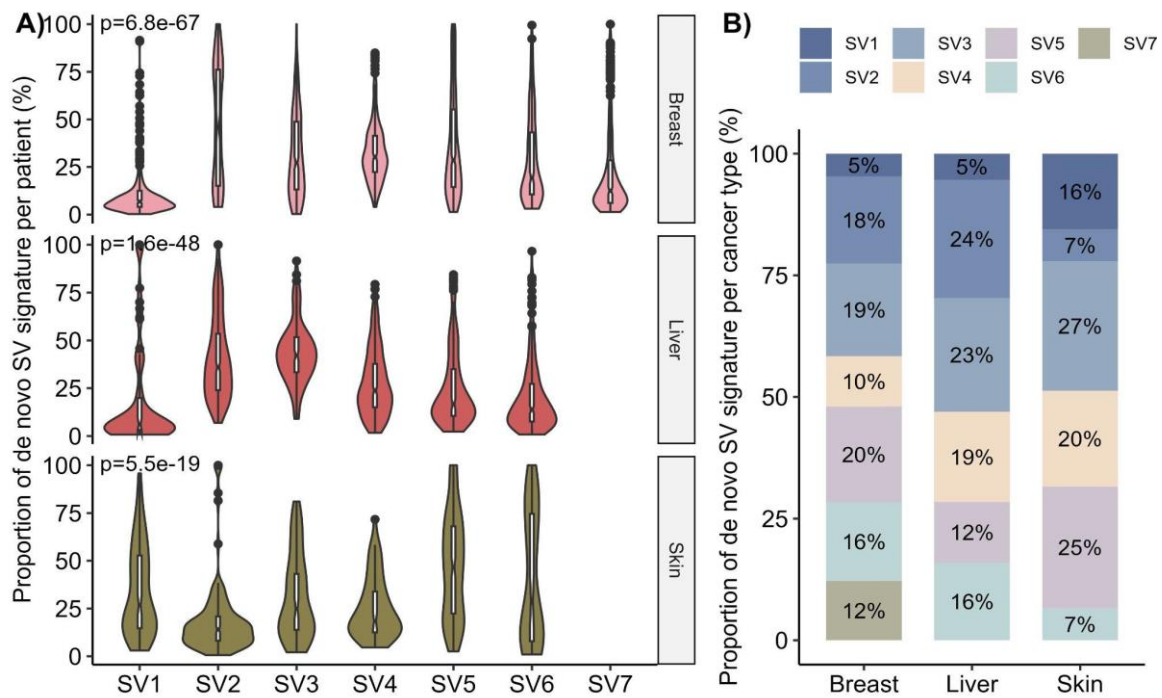 A)
Proportion of de novo SV signature per patient (%)
p=6.8e-67
100
75
50
25
0
Breast
p=1.6e-48
100
75
50
25
0
Liver
p=5.5e-19
100
75
50
25
0
Skin
SV1 SV2 SV3 SV4 SV5 SV6 SV7
B)
SV1 SV3 SV5 SV7
SV2 SV4 SV6
Proportion of de novo SV signature per cancer type (%)
100
75
50
25
0
5% 5% 16%
18% 24% 7%
19% 23% 27%
10% 19% 20%
20% 12% 25%
16% 16% 7%
12%
Breast Liver Skin